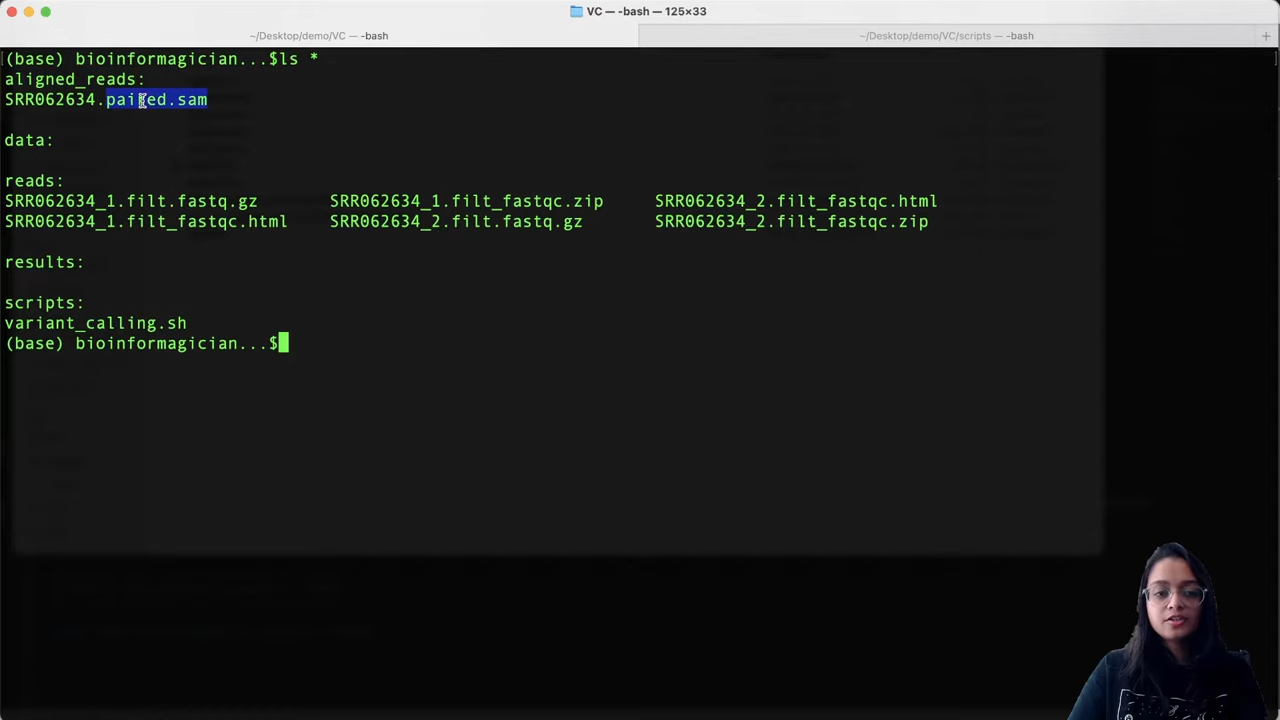 VC — -bash — 125×33
~/Desktop/demo/VC — -bash ~/Desktop/demo/VC/scripts — -bash +
(base) bioinformagician...$ls *
aligned_reads:
SRR062634.paired.sam
data:
reads:
SRR062634_1.filt.fastq.gz SRR062634_1.filt_fastqc.zip SRR062634_2.filt_fastqc.html
SRR062634_1.filt_fastqc.html SRR062634_2.filt.fastq.gz SRR062634_2.filt_fastqc.zip
results:
scripts:
variant_calling.sh
(base) bioinformagician...$